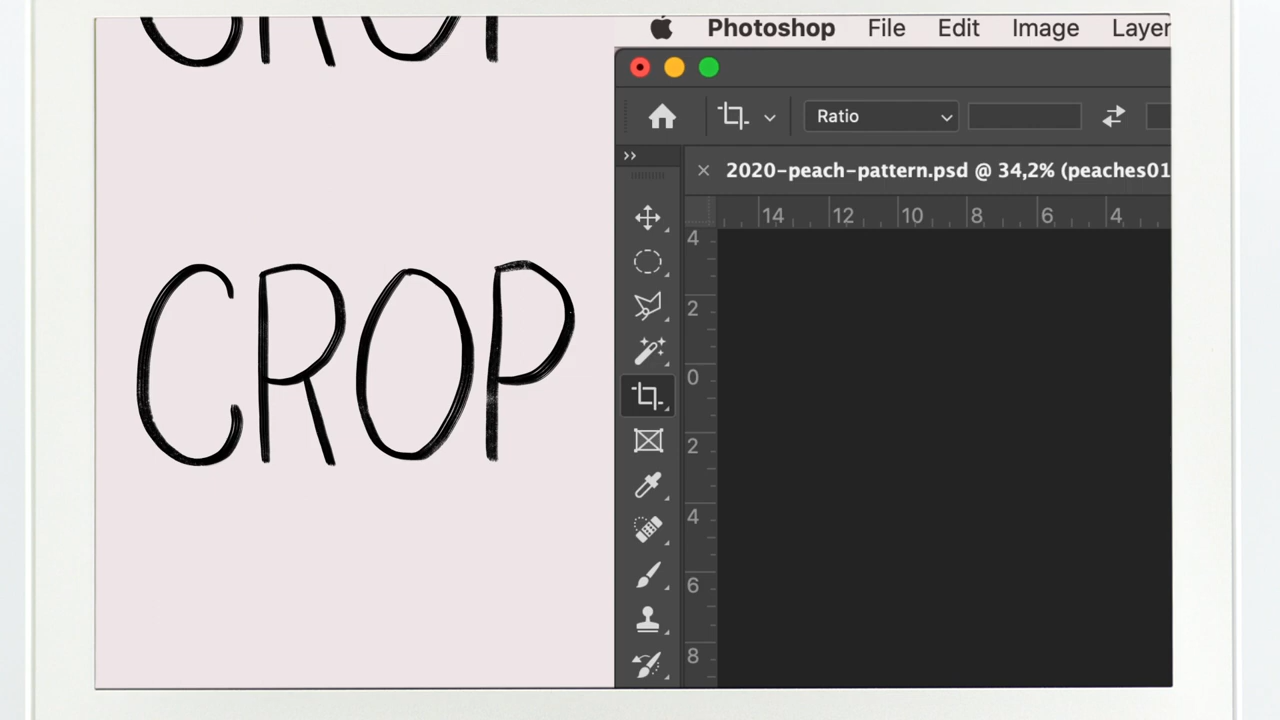 CROP
CROP
Photoshop File Edit Image Layer
Ratio
2020-peach-pattern.psd @ 34,2% (peaches01
14 12 10 8 6 4
4
2
0
2
4
6
8